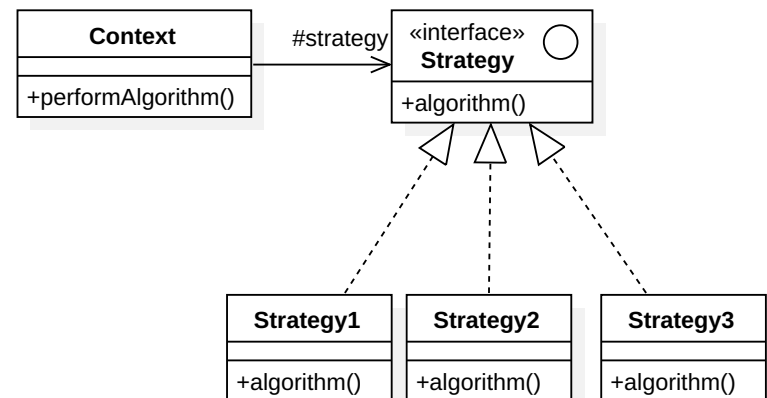 Context
+performAlgorithm()
#strategy
«interface»
Strategy
+algorithm()
Strategy1
+algorithm()
Strategy2
+algorithm()
Strategy3
+algorithm()